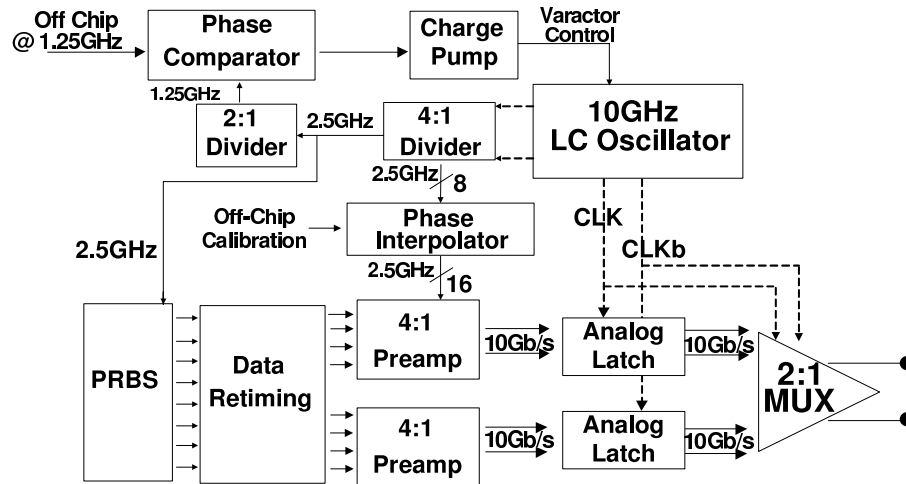 Off Chip
@ 1.25GHz
Phase
Comparator
Charge
Pump
Varactor
Control
1.25GHz
2:1
Divider
2.5GHz
4:1
Divider
10GHz
LC Oscillator
2.5GHz
8
Off-Chip
Calibration
Phase
Interpolator
CLK
CLKb
2.5GHz
2.5GHz
16
PRBS
Data
Retiming
4:1
Preamp
10Gb/s
Analog
Latch
10Gb/s
2:1
MUX
4:1
Preamp
10Gb/s
Analog
Latch
10Gb/s